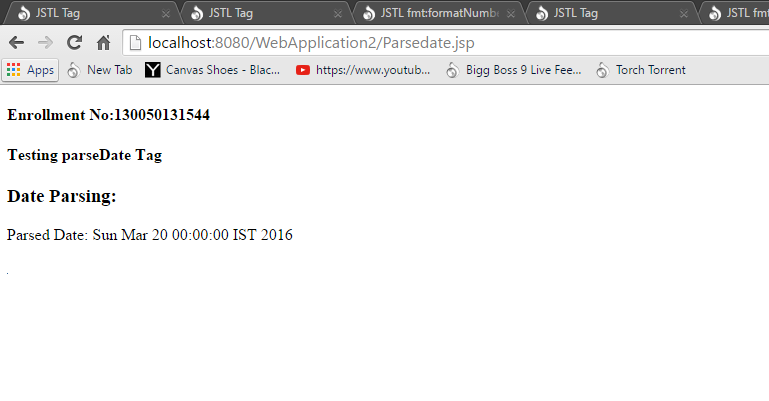 JSTL Tag
JSTL Tag
JSTL fmt:formatNumb
JSTL Tag
JSTL fmt
localhost:8080/WebApplication2/Parsedate.jsp
Apps
New Tab
Canvas Shoes - Blac...
https://www.youtub...
Bigg Boss 9 Live Fee...
Torch Torrent
Enrollment No:130050131544
Testing parseDate Tag
Date Parsing:
Parsed Date: Sun Mar 20 00:00:00 IST 2016
.